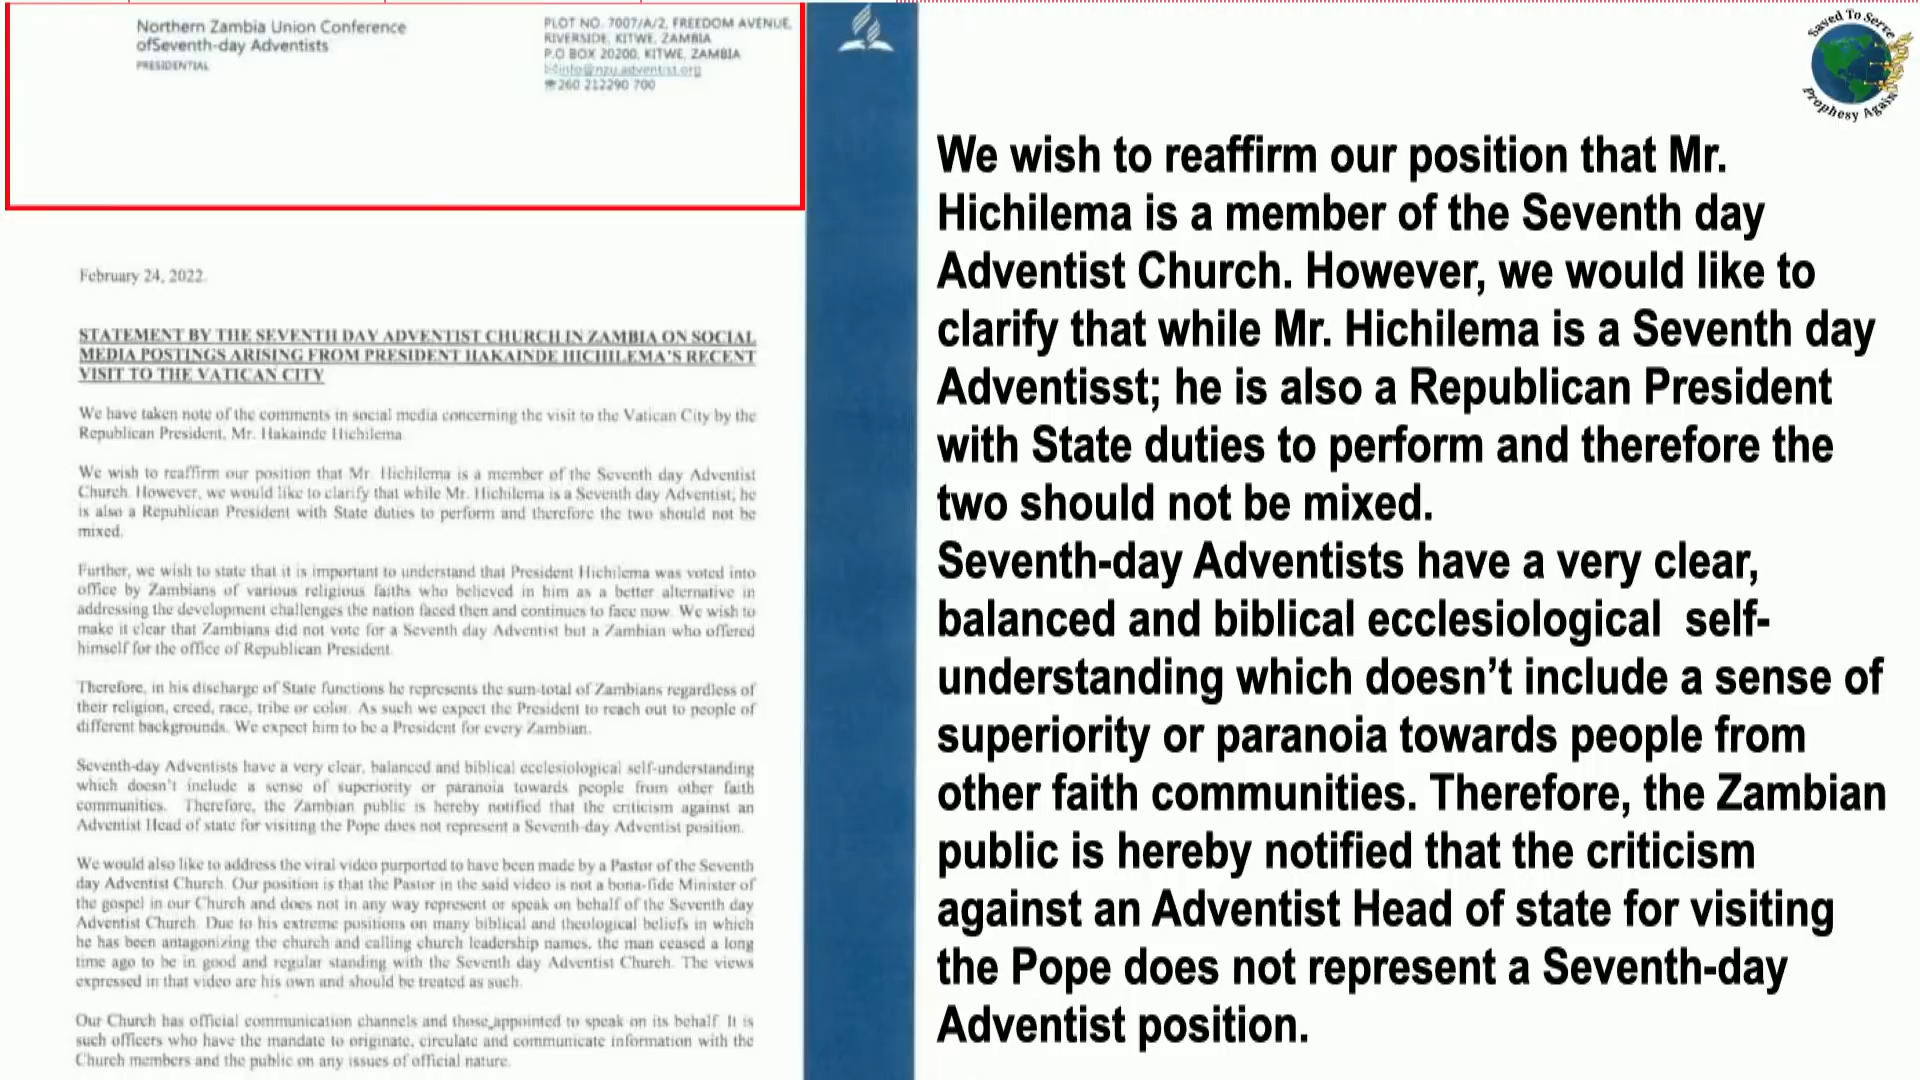 Northern Zambia Union Conference
ofSeventh-day Adventists
PRESIDENTIAL
PLOT NO. 7007/A/2, FREEDOM AVENUE,
RIVERSIDE, KITWE, ZAMBIA
P.O BOX 20200, KITWE, ZAMBIA
info@nzu.adventist.org
260 212290 700
February 24, 2022.
STATEMENT BY THE SEVENTH DAY ADVENTIST CHURCH IN ZAMBIA ON SOCIAL
MEDIA POSTINGS ARISING FROM PRESIDENT HAKAINDE HICHILEMA'S RECENT
VISIT TO THE VATICAN CITY
We have taken note of the comments in social media concerning the visit to the Vatican City by the
Republican President, Mr. Hakainde Hichilema.
We wish to reaffirm our position that Mr. Hichilema is a member of the Seventh day Adventist
Church. However, we would like to clarify that while Mr. Hichilema is a Seventh day Adventist; he
is also a Republican President with State duties to perform and therefore the two should not be
mixed.
Further, we wish to state that it is important to understand that President Hichilema was voted into
office by Zambians of various religious faiths who believed in him as a better alternative in
addressing the development challenges the nation faced then and continues to face now. We wish to
make it clear that Zambians did not vote for a Seventh day Adventist but a Zambian who offered
himself for the office of Republican President.
Therefore, in his discharge of State functions he represents the sum-total of Zambians regardless of
their religion, creed, race, tribe or color. As such we expect the President to reach out to people of
different backgrounds. We expect him to be a President for every Zambian.
Seventh-day Adventists have a very clear, balanced and biblical ecclesiological self-understanding
which doesn't include a sense of superiority or paranoia towards people from other faith
communities. Therefore, the Zambian public is hereby notified that the criticism against an
Adventist Head of state for visiting the Pope does not represent a Seventh-day Adventist position.
We would also like to address the viral video purported to have been made by a Pastor of the Seventh
day Adventist Church. Our position is that the Pastor in the said video is not a bona-fide Minister of
the gospel in our Church and does not in any way represent or speak on behalf of the Seventh day
Adventist Church. Due to his extreme positions on many biblical and theological beliefs in which
he has been antagonizing the church and calling church leadership names, the man ceased a long
time ago to be in good and regular standing with the Seventh day Adventist Church. The views
expressed in that video are his own and should be treated as such.
Our Church has official communication channels and those appointed to speak on its behalf. It is
such officers who have the mandate to originate, circulate and communicate information with the
Church members and the public on any issues of official nature.
Saved To Serve
Prophesy Again
We wish to reaffirm our position that Mr.
Hichilema is a member of the Seventh day
Adventist Church. However, we would like to
clarify that while Mr. Hichilema is a Seventh day
Adventisst; he is also a Republican President
with State duties to perform and therefore the
two should not be mixed.
Seventh-day Adventists have a very clear,
balanced and biblical ecclesiological  self-
understanding which doesn’t include a sense of
superiority or paranoia towards people from
other faith communities. Therefore, the Zambian
public is hereby notified that the criticism
against an Adventist Head of state for visiting
the Pope does not represent a Seventh-day
Adventist position.